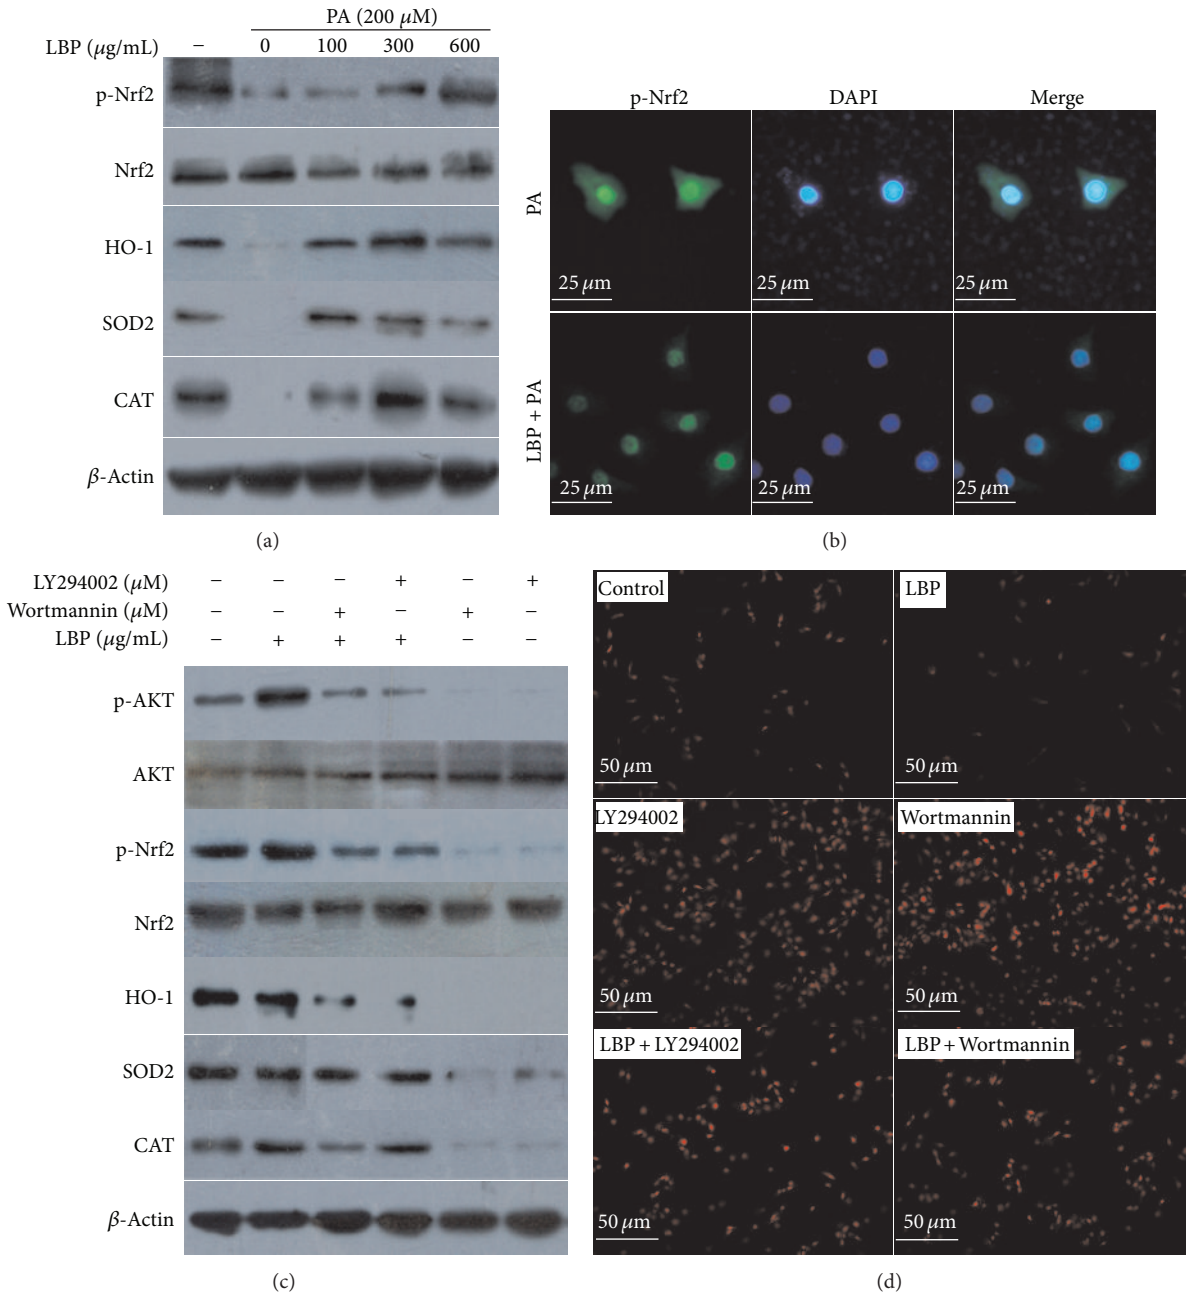 PA (200 μM)
LBP (μg/mL) − 0 100 300 600
p-Nrf2
Nrf2
HO-1
SOD2
CAT
β-Actin
(a)
p-Nrf2 DAPI Merge
PA
25 μm 25 μm 25 μm
LBP + PA
25 μm 25 μm 25 μm
(b)
LY294002 (μM) − − − + − +
Wortmannin (μM) − − + − + −
LBP (μg/mL) − + + + − −
p-AKT
AKT
p-Nrf2
Nrf2
HO-1
SOD2
CAT
β-Actin
(c)
Control LBP
50 μm 50 μm
LY294002 Wortmannin
50 μm 50 μm
LBP + LY294002 LBP + Wortmannin
50 μm 50 μm
(d)